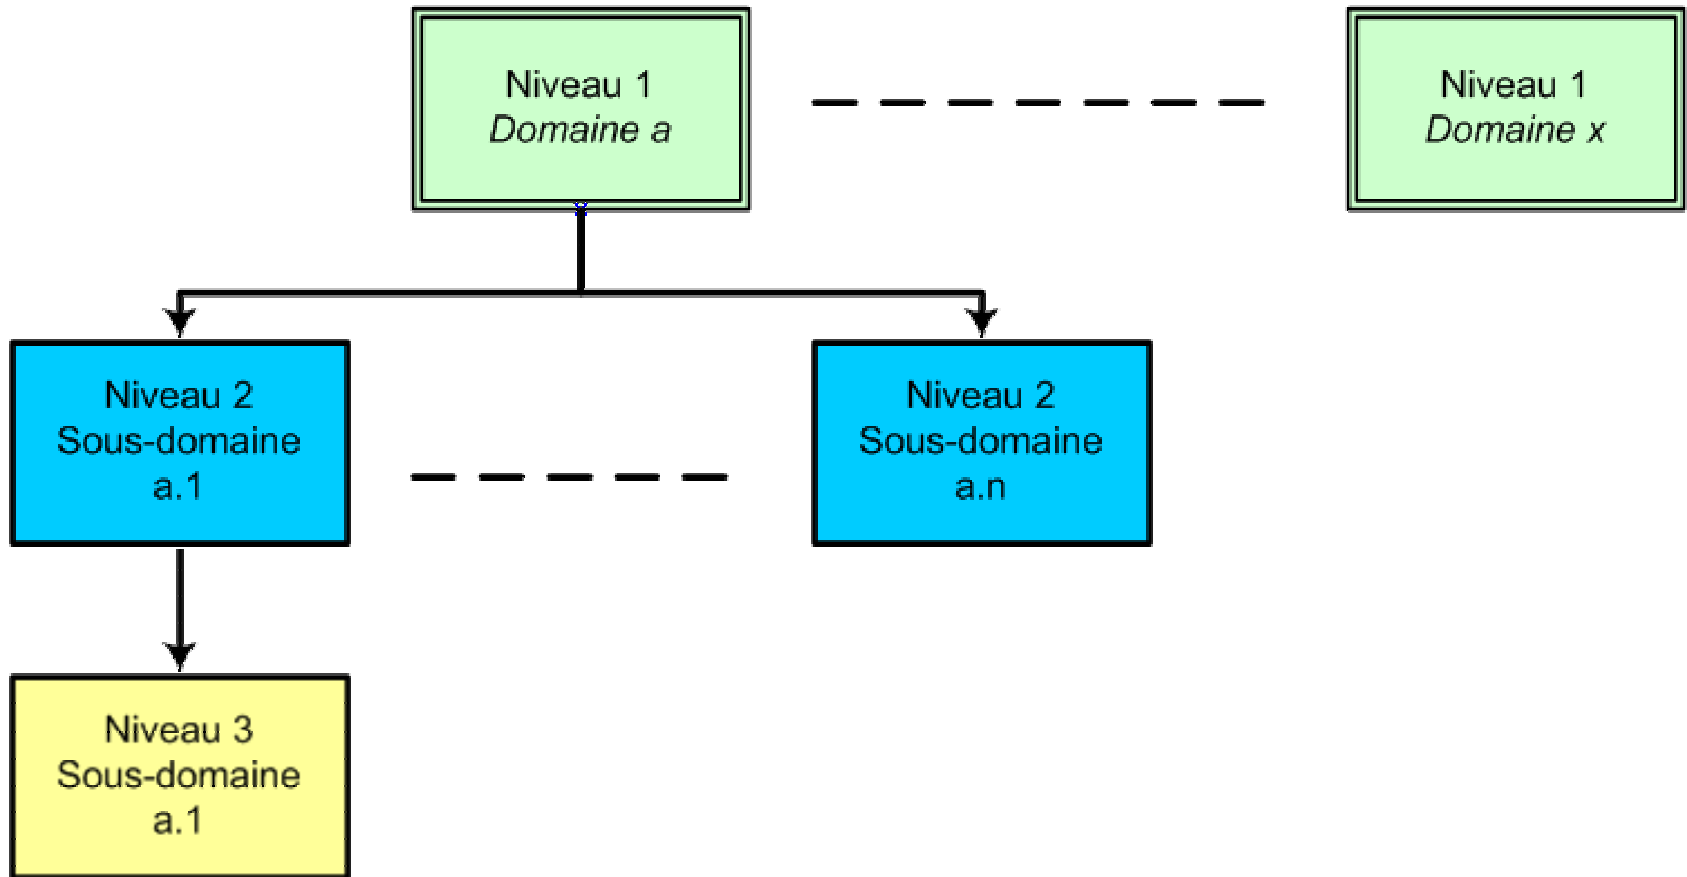 Niveau 1
Domaine a
Niveau 1
Domaine x
Niveau 2
Sous-domaine
a.1
Niveau 2
Sous-domaine
a.n
Niveau 3
Sous-domaine
a.1